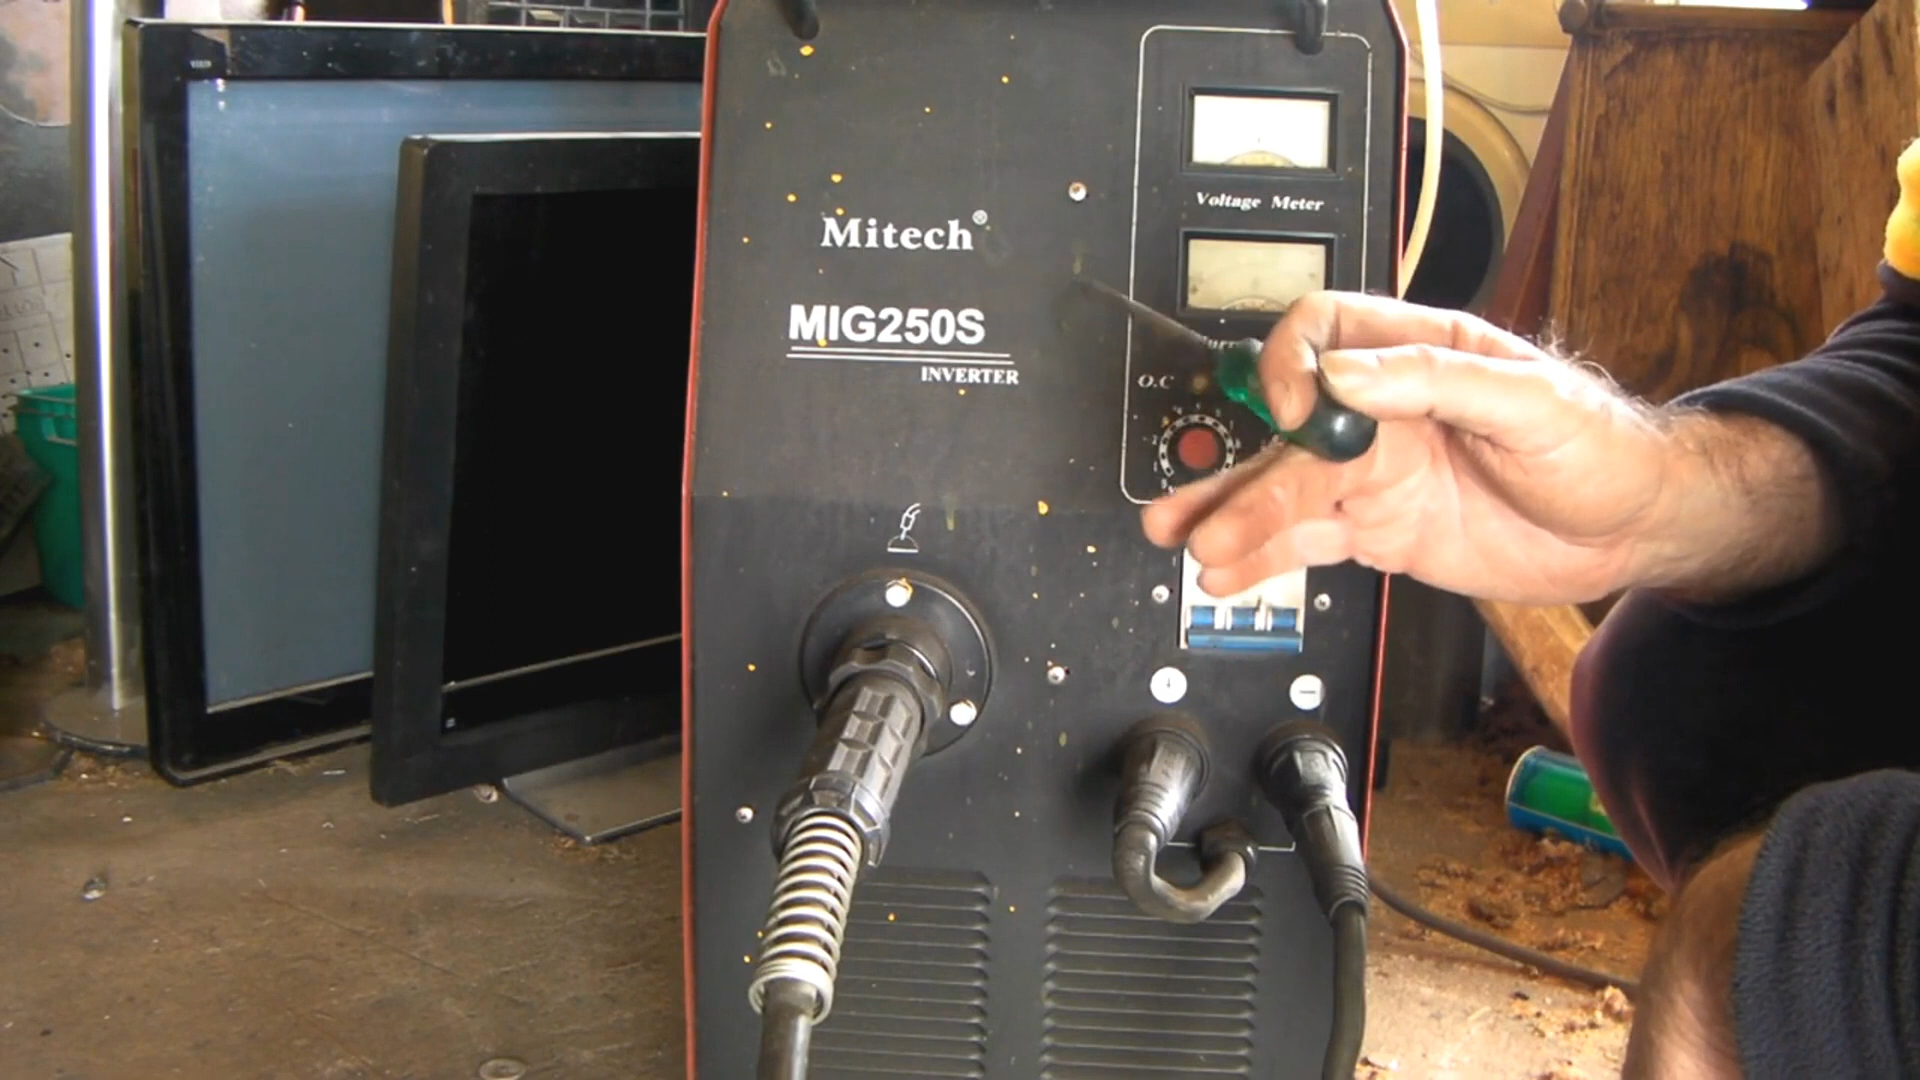 Mitech®
MIG250S
INVERTER
Voltage Meter
O.C